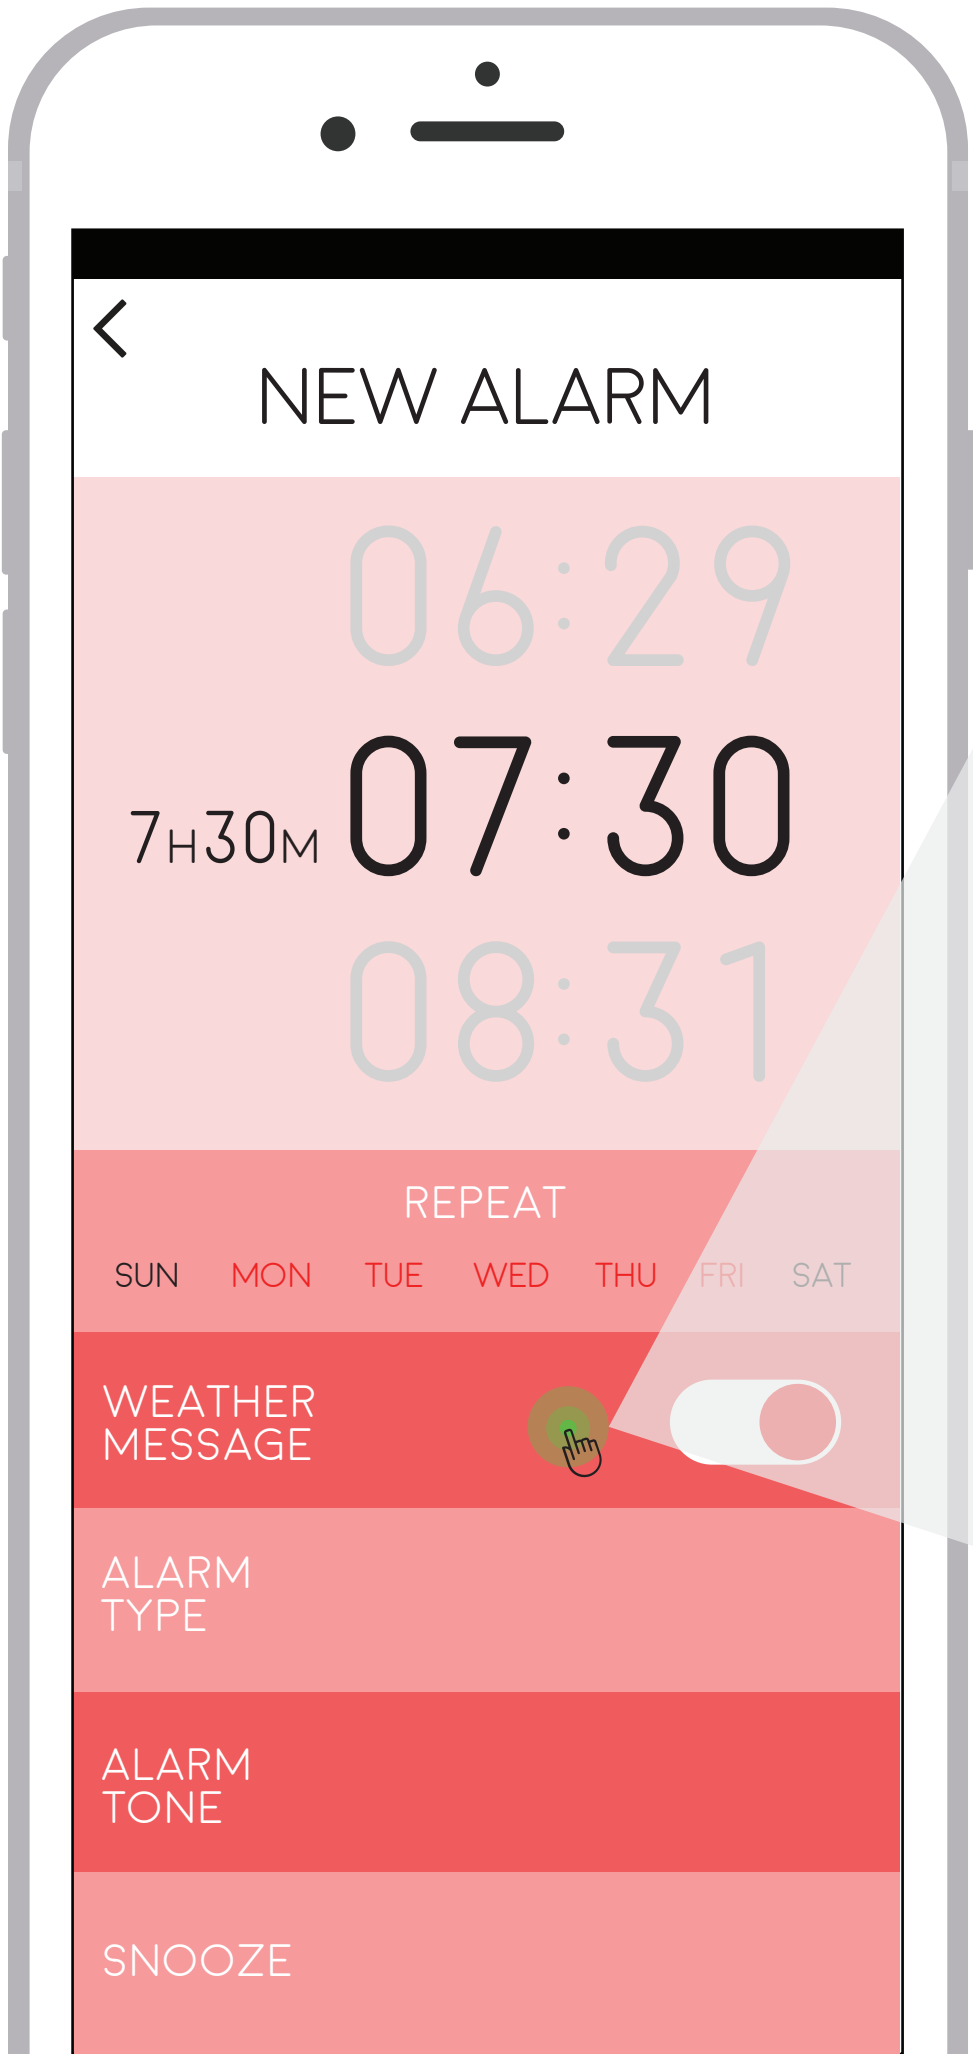 NEW ALARM
06:29
7H30M 07:30
08:31
REPEAT
SUN MON TUE WED THU FRI SAT
WEATHER
MESSAGE
ALARM
TYPE
ALARM
TONE
SNOOZE